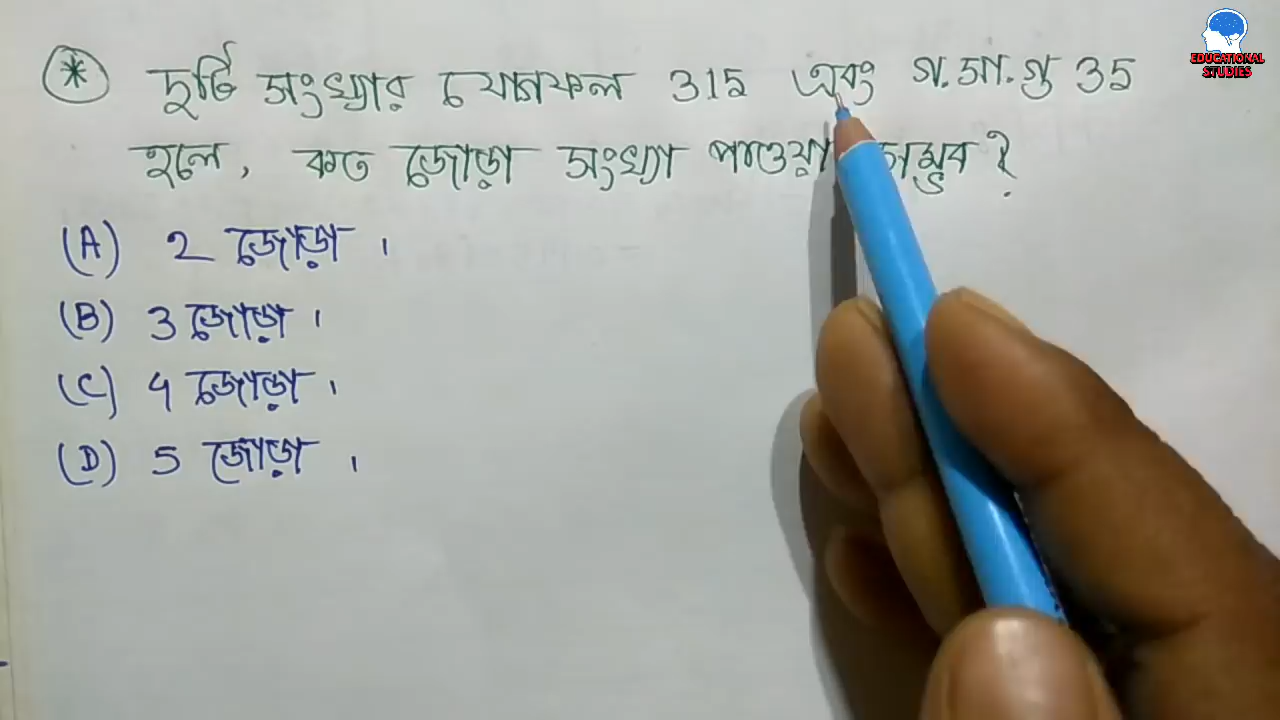 EDUCATIONAL
STUDIES
* দুটি সংখ্যার যোগফল 315 এবং গ.সা.গু 35
হলে, কত জোড়া সংখ্যা পাওয়া সম্ভব ?
(A) 2 জোড়া ।
(B) 3 জোড়া ।
(C) 4 জোড়া ।
(D) 5 জোড়া ।